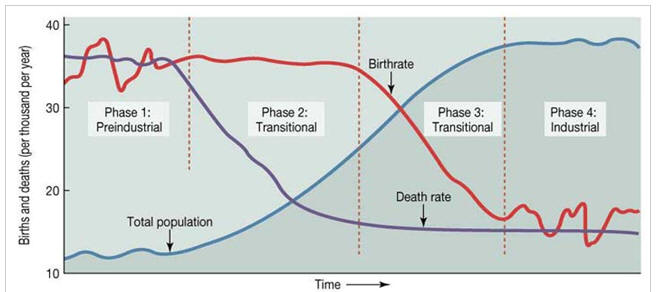 Births and deaths (per thousand per year)
40
30
20
10
Phase 1:
Preindustrial
Phase 2:
Transitional
Phase 3:
Transitional
Phase 4:
Industrial
Birthrate
Death rate
Total population
Time